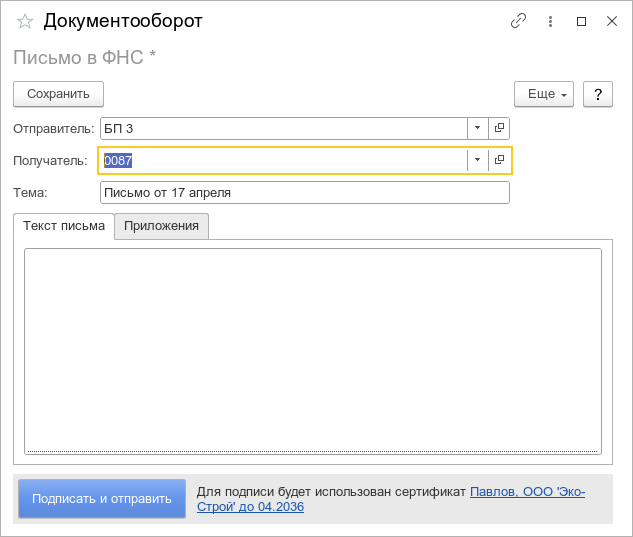 Документооборот
Письмо в ФНС *
Сохранить
Еще
?
Отправитель: БП 3
Получатель: 0087
Тема: Письмо от 17 апреля
Текст письма Приложения
Подписать и отправить
Для подписи будет использован сертификат Павлов, ООО 'Эко-
Строй' до 04.2036